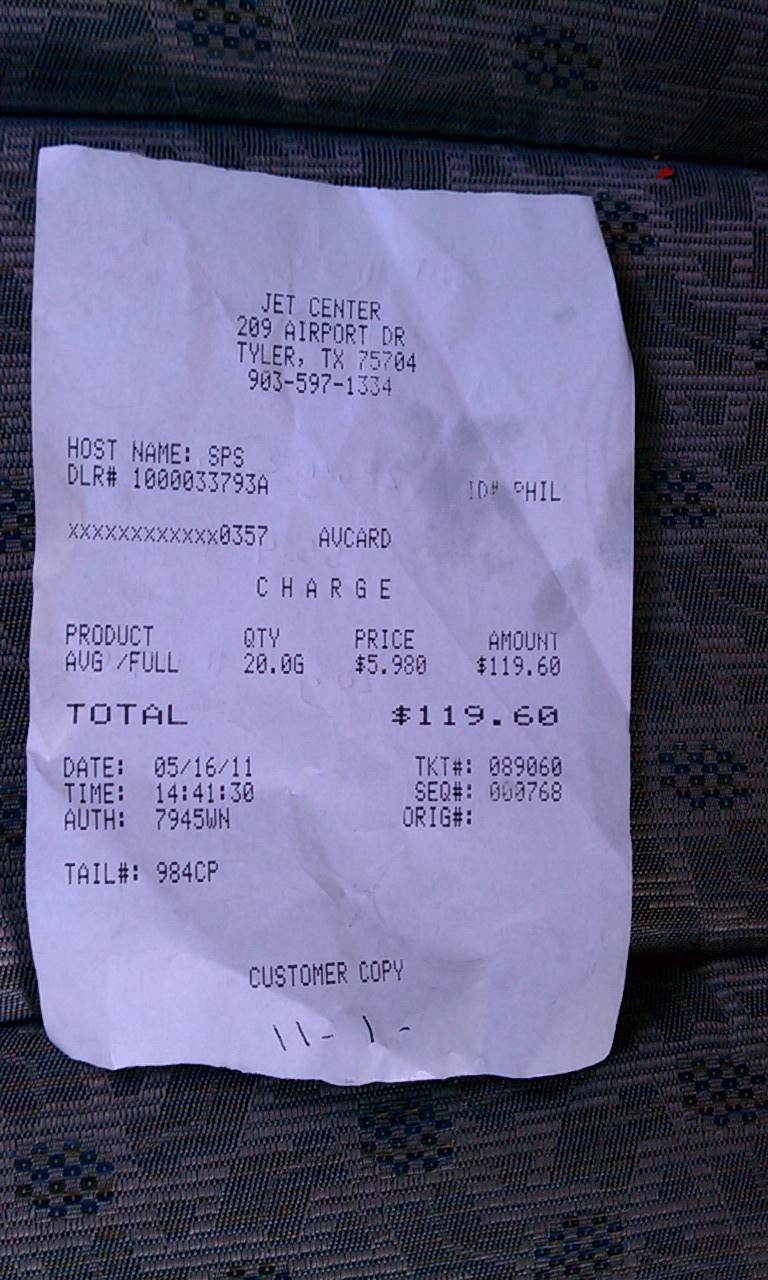 JET CENTER
209 AIRPORT DR
TYLER, TX 75704
903-597-1334
HOST NAME: SPS
DLR# 1000033793A ID# PHIL
XXXXXXXXXXXX0357 AVCARD
CHARGE
PRODUCT QTY PRICE AMOUNT
AVG /FULL 20.0G $5.980 $119.60
TOTAL $119.60
DATE: 05/16/11 TKT#: 089060
TIME: 14:41:30 SEQ#: 000768
AUTH: 7945WN ORIG#:
TAIL#: 984CP
CUSTOMER COPY